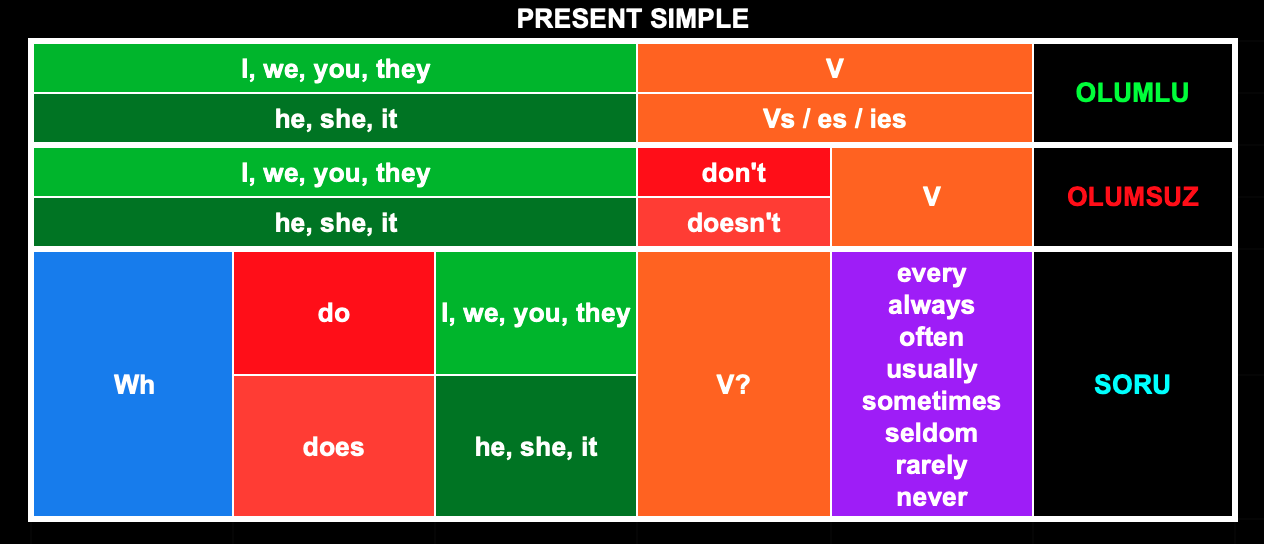 PRESENT SIMPLE
I, we, you, they
V
OLUMLU
he, she, it
Vs / es / ies
I, we, you, they
don't
V
OLUMSUZ
he, she, it
doesn't
Wh
do
I, we, you, they
does
he, she, it
V?
every
always
often
usually
sometimes
seldom
rarely
never
SORU